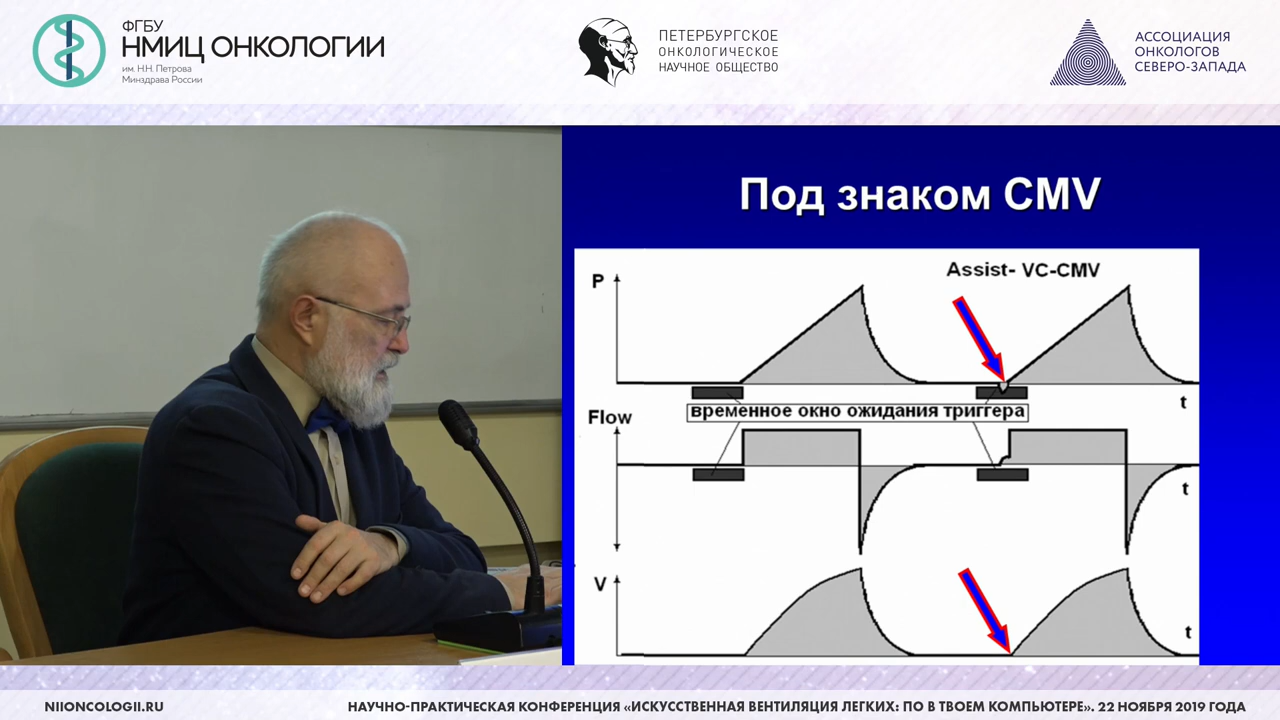 ФГБУ
НМИЦ ОНКОЛОГИИ
им. Н.Н. Петрова
Минздрава России
ПЕТЕРБУРГСКОЕ
ОНКОЛОГИЧЕСКОЕ
НАУЧНОЕ ОБЩЕСТВО
АССОЦИАЦИЯ
ОНКОЛОГОВ
СЕВЕРО-ЗАПАДА
Под знаком CMV
Assist- VC-CMV
P
t
временное окно ожидания триггера
Flow
t
V
t
NIIONCOLOGII.RU
НАУЧНО-ПРАКТИЧЕСКАЯ КОНФЕРЕНЦИЯ «ИСКУССТВЕННАЯ ВЕНТИЛЯЦИЯ ЛЕГКИХ: ПО В ТВОЕМ КОМПЬЮТЕРЕ». 22 НОЯБРЯ 2019 ГОДА